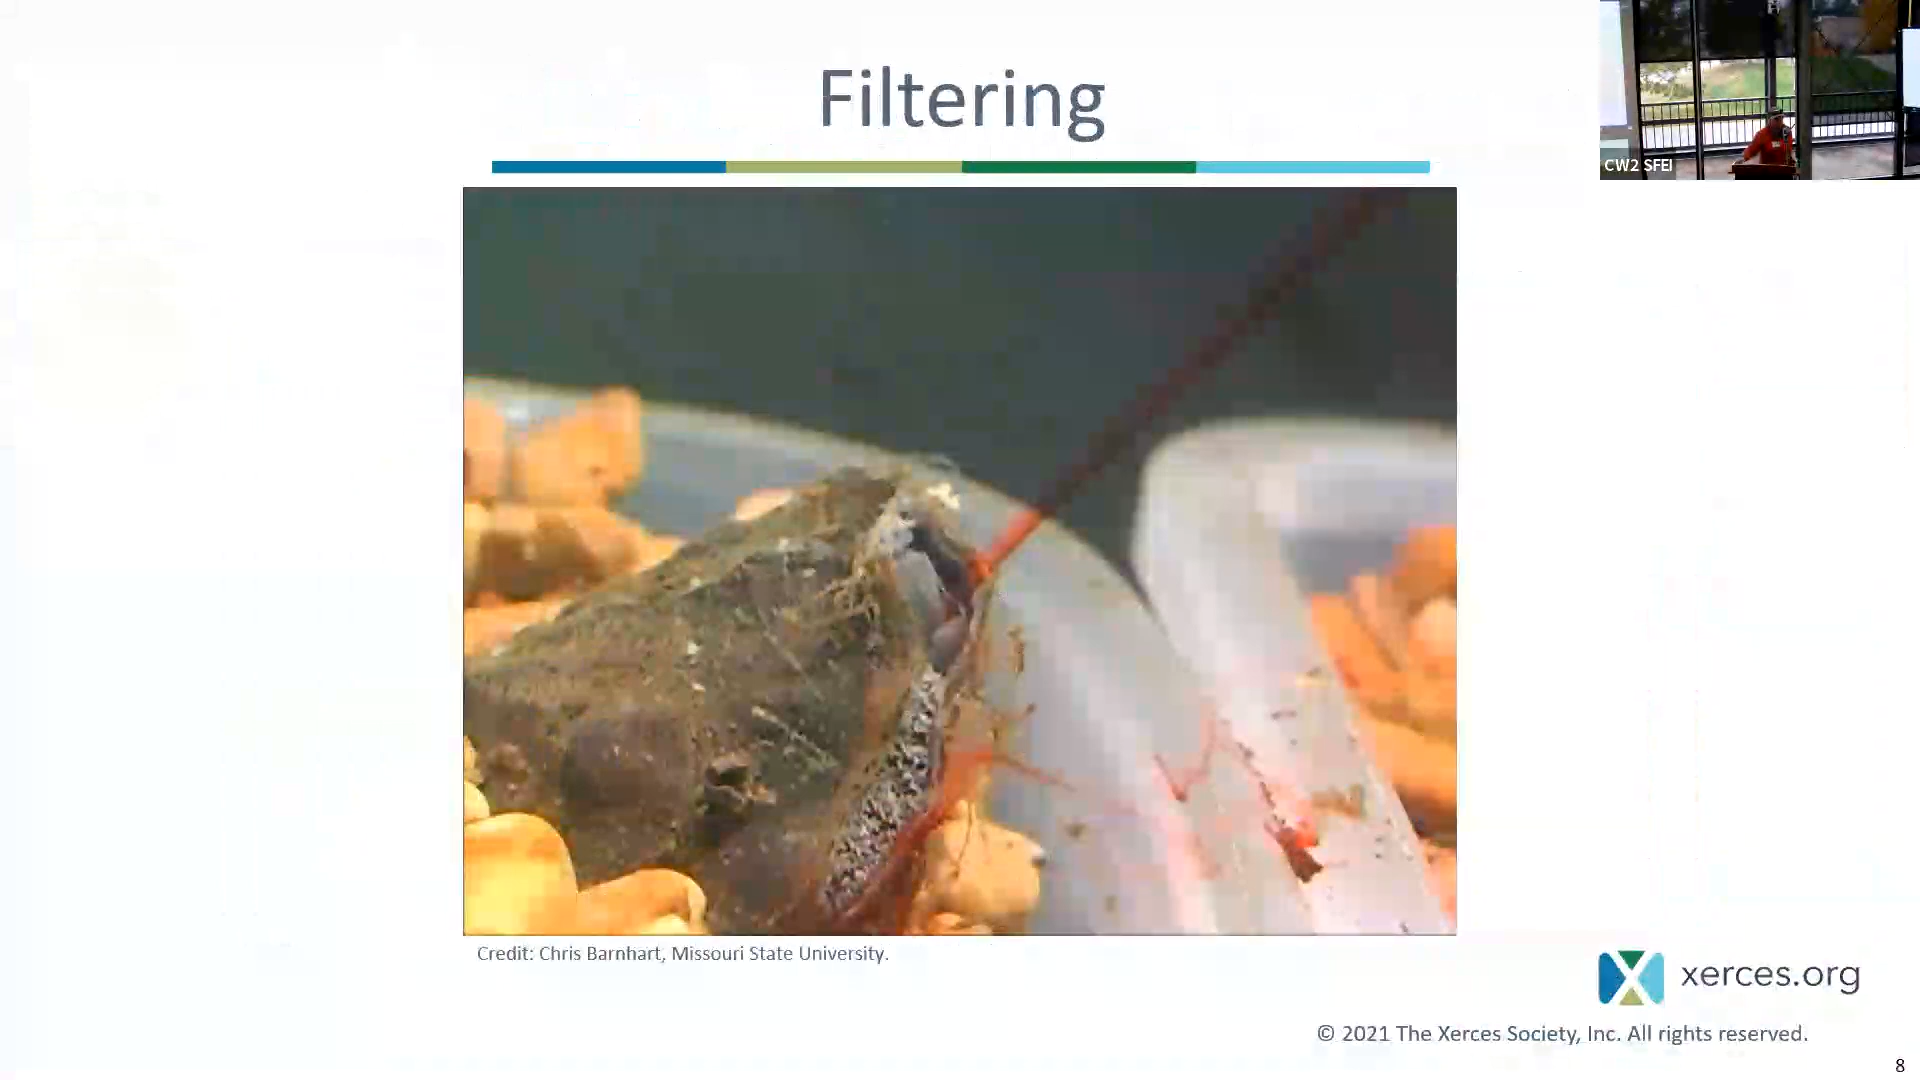 Filtering
CW2 SFEI
Credit: Chris Barnhart, Missouri State University.
xerces.org
© 2021 The Xerces Society, Inc. All rights reserved.
8